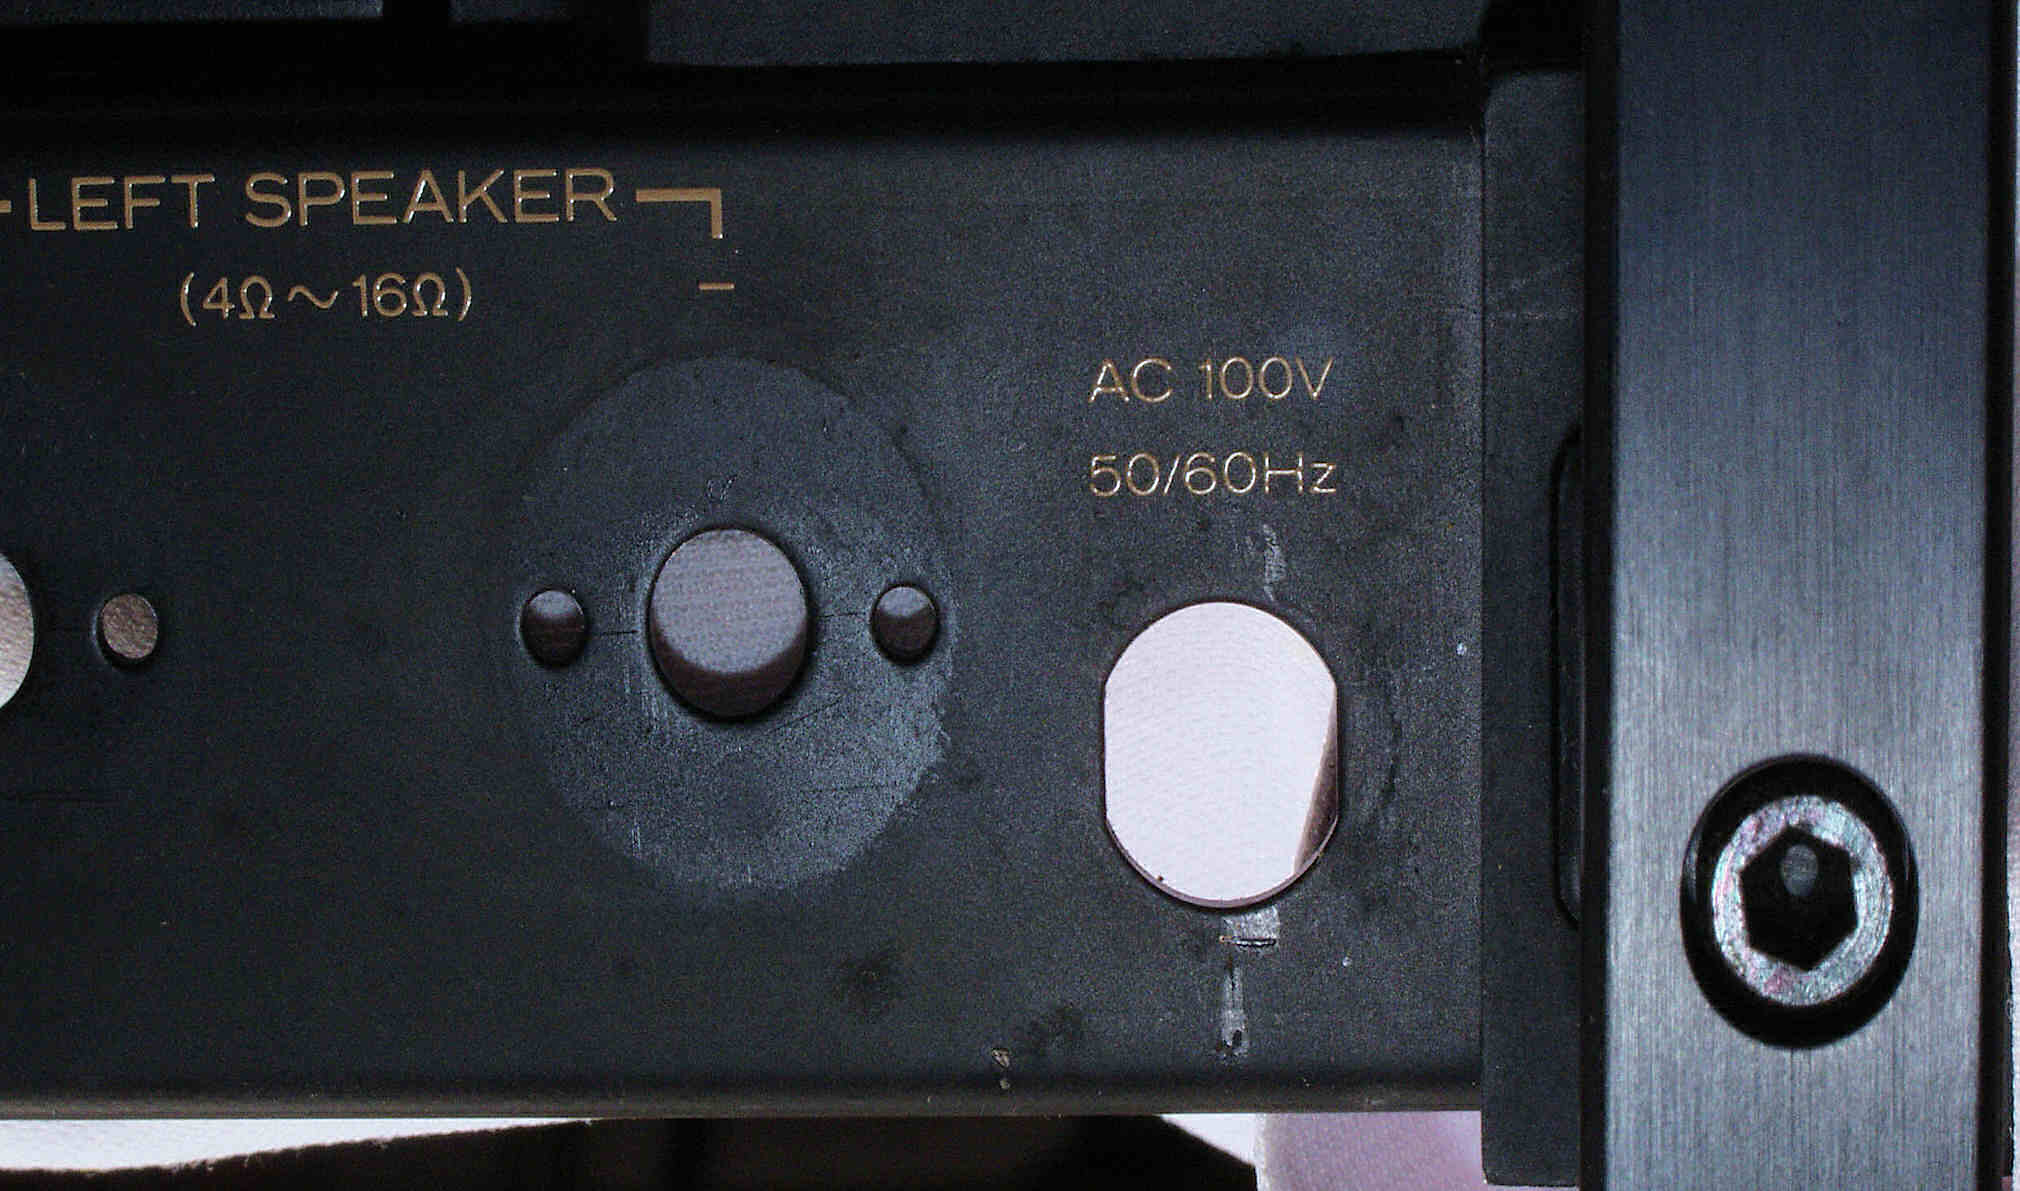 LEFT SPEAKER
(4Ω～16Ω)
−
AC 100V
50/60Hz